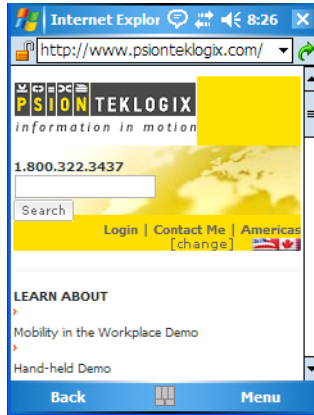 Internet Explor 8:26
http://www.psionteklogix.com/
PSION TEKLOGIX
information in motion
1.800.322.3437
Search
Login | Contact Me | Americas
[change]
LEARN ABOUT
Mobility in the Workplace Demo
Hand-held Demo
Back Menu